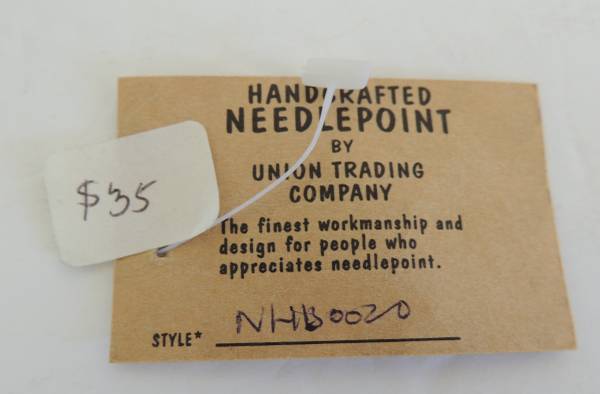 $35
HANDCRAFTED
NEEDLEPOINT
BY
UNION TRADING
COMPANY
The finest workmanship and
design for people who
appreciates needlepoint.
STYLE* NHB0020